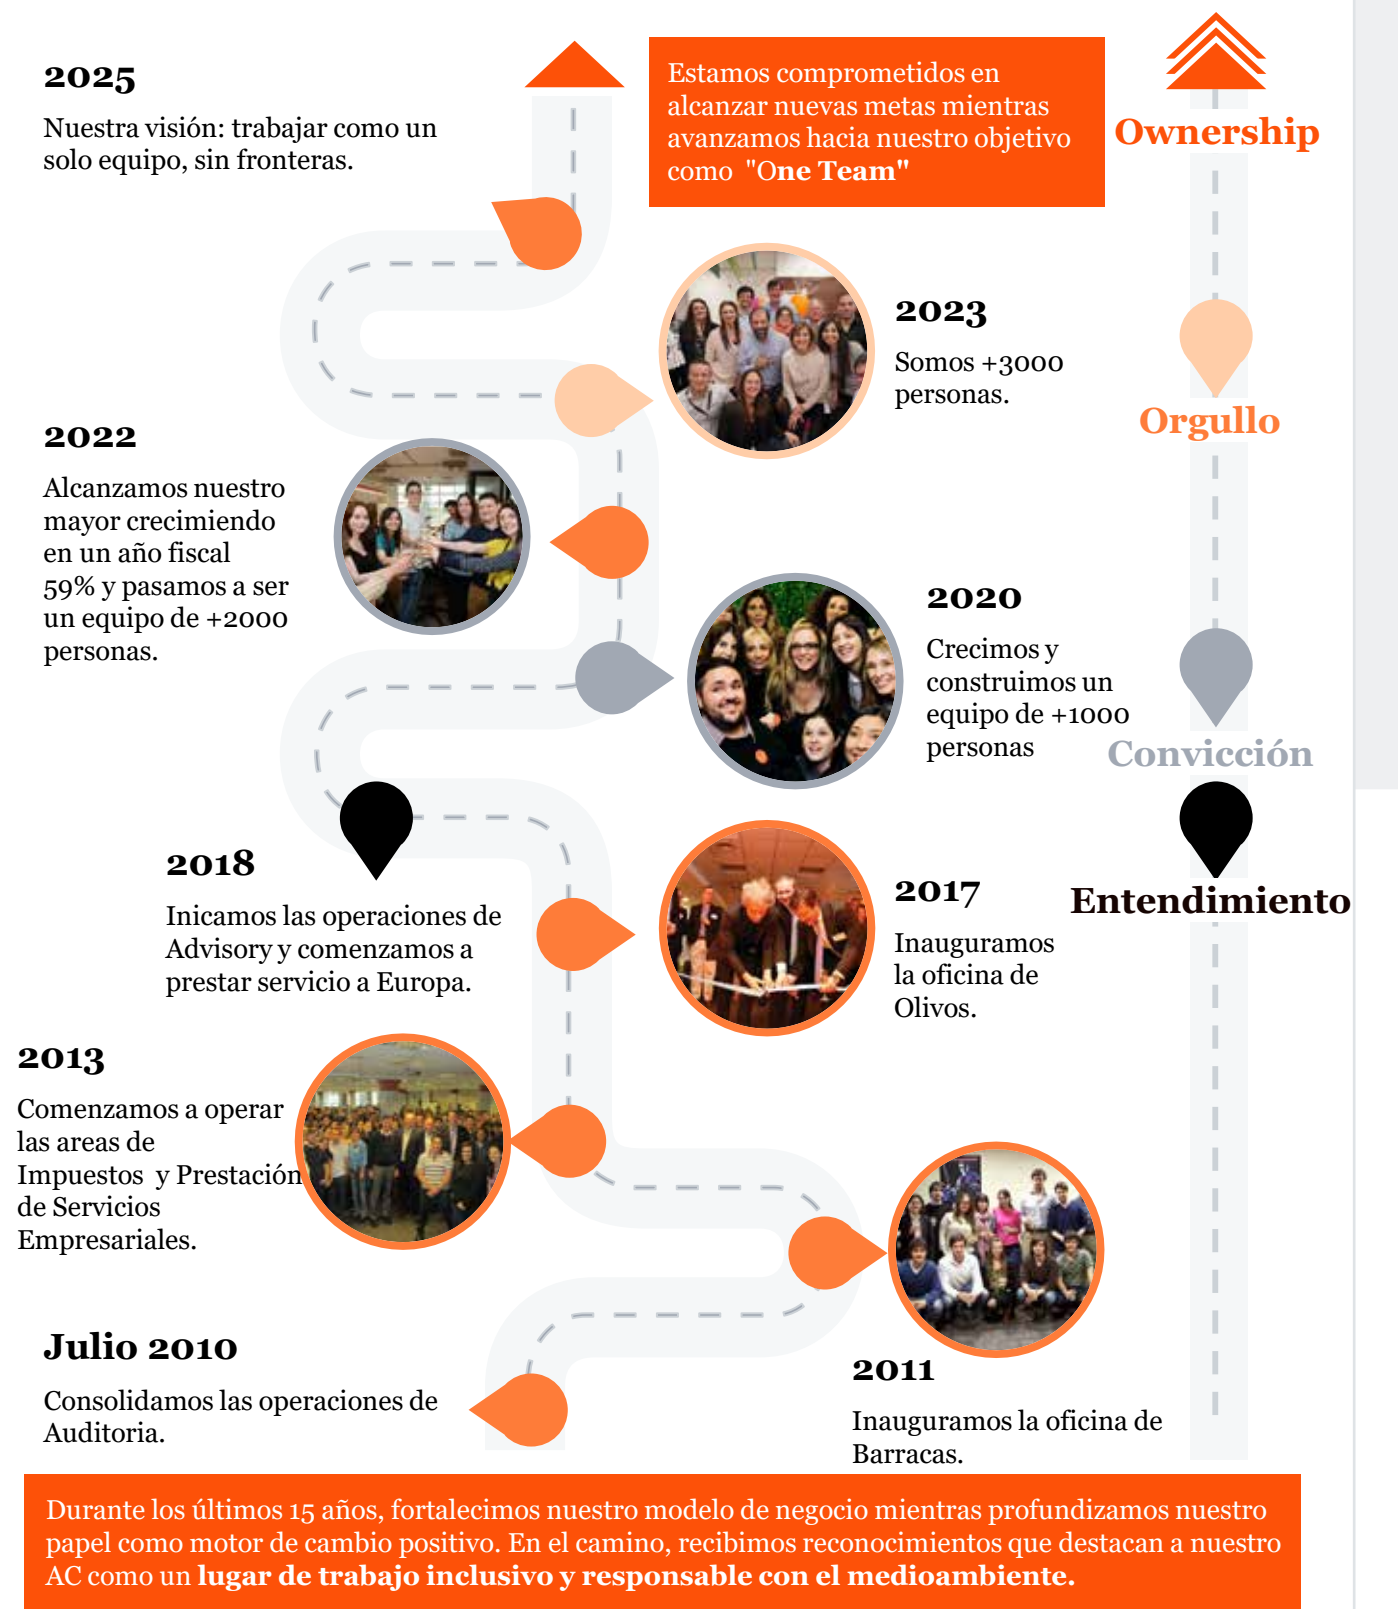 2025
Nuestra visión: trabajar como un
solo equipo, sin fronteras.
Estamos comprometidos en
alcanzar nuevas metas mientras
avanzamos hacia nuestro objetivo
como "One Team"
Ownership
2023
Somos +3000
personas.
Orgullo
2022
Alcanzamos nuestro
mayor crecimiendo
en un año fiscal
59% y pasamos a ser
un equipo de +2000
personas.
2020
Crecimos y
construimos un
equipo de +1000
personas
Convicción
2018
Inicamos las operaciones de
Advisory y comenzamos a
prestar servicio a Europa.
2017
Inauguramos
la oficina de
Olivos.
Entendimiento
2013
Comenzamos a operar
las areas de
Impuestos y Prestación
de Servicios
Empresariales.
Julio 2010
Consolidamos las operaciones de
Auditoria.
2011
Inauguramos la oficina de
Barracas.
Durante los últimos 15 años, fortalecimos nuestro modelo de negocio mientras profundizamos nuestro
papel como motor de cambio positivo. En el camino, recibimos reconocimientos que destacan a nuestro
AC como un lugar de trabajo inclusivo y responsable con el medioambiente.